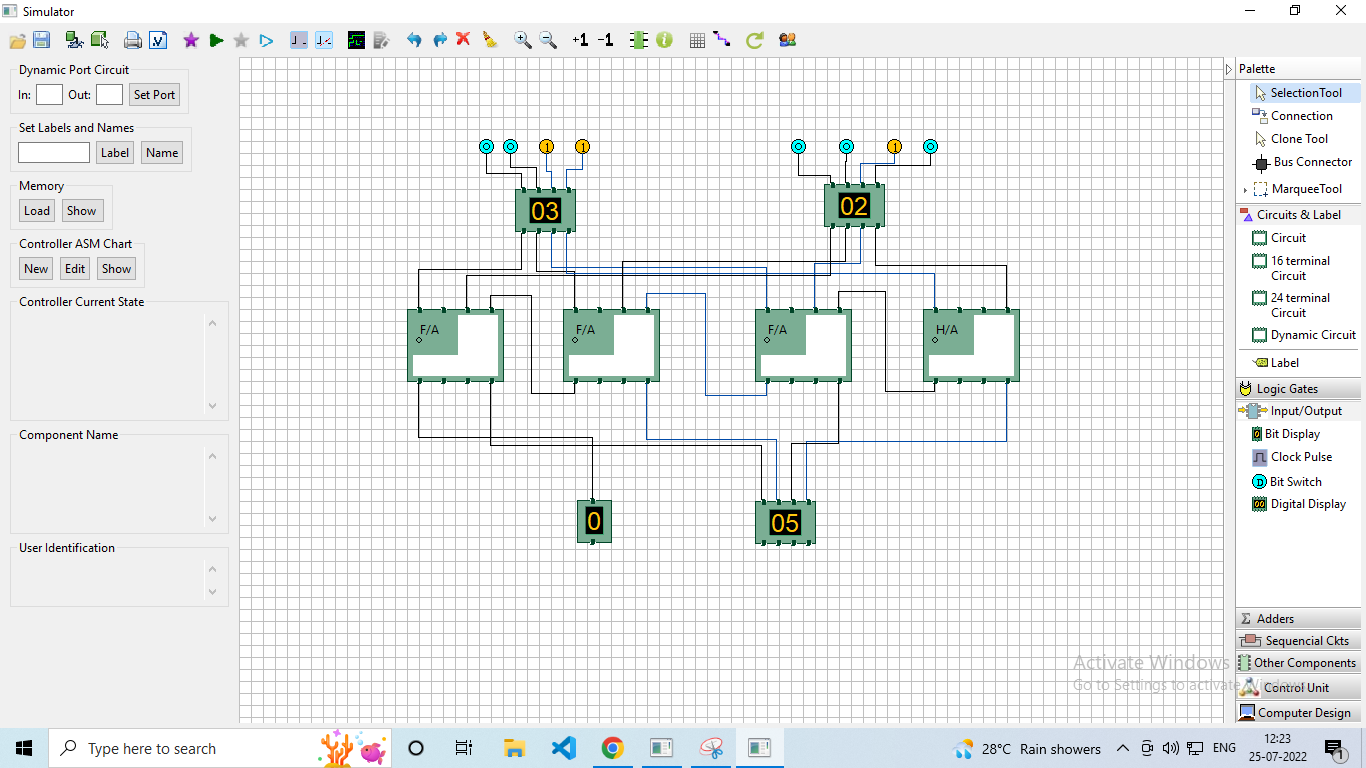 Simulator
+1 -1
Dynamic Port Circuit
In: Out: Set Port
Set Labels and Names
Label Name
Memory
Load Show
Controller ASM Chart
New Edit Show
Controller Current State
Component Name
User Identification
1 1 1
03 02
F/A F/A F/A H/A
0 05
Palette
SelectionTool
Connection
Clone Tool
Bus Connector
MarqueeTool
Circuits & Label
Circuit
16 terminal
Circuit
24 terminal
Circuit
Dynamic Circuit
Label
Logic Gates
Input/Output
Bit Display
Clock Pulse
D Bit Switch
Digital Display
Σ Adders
Sequencial Ckts
Other Components
Control Unit
Computer Design
Activate Windows
Go to Settings to activate Windows.
Type here to search
28°C Rain showers
ENG
12:23
25-07-2022
1